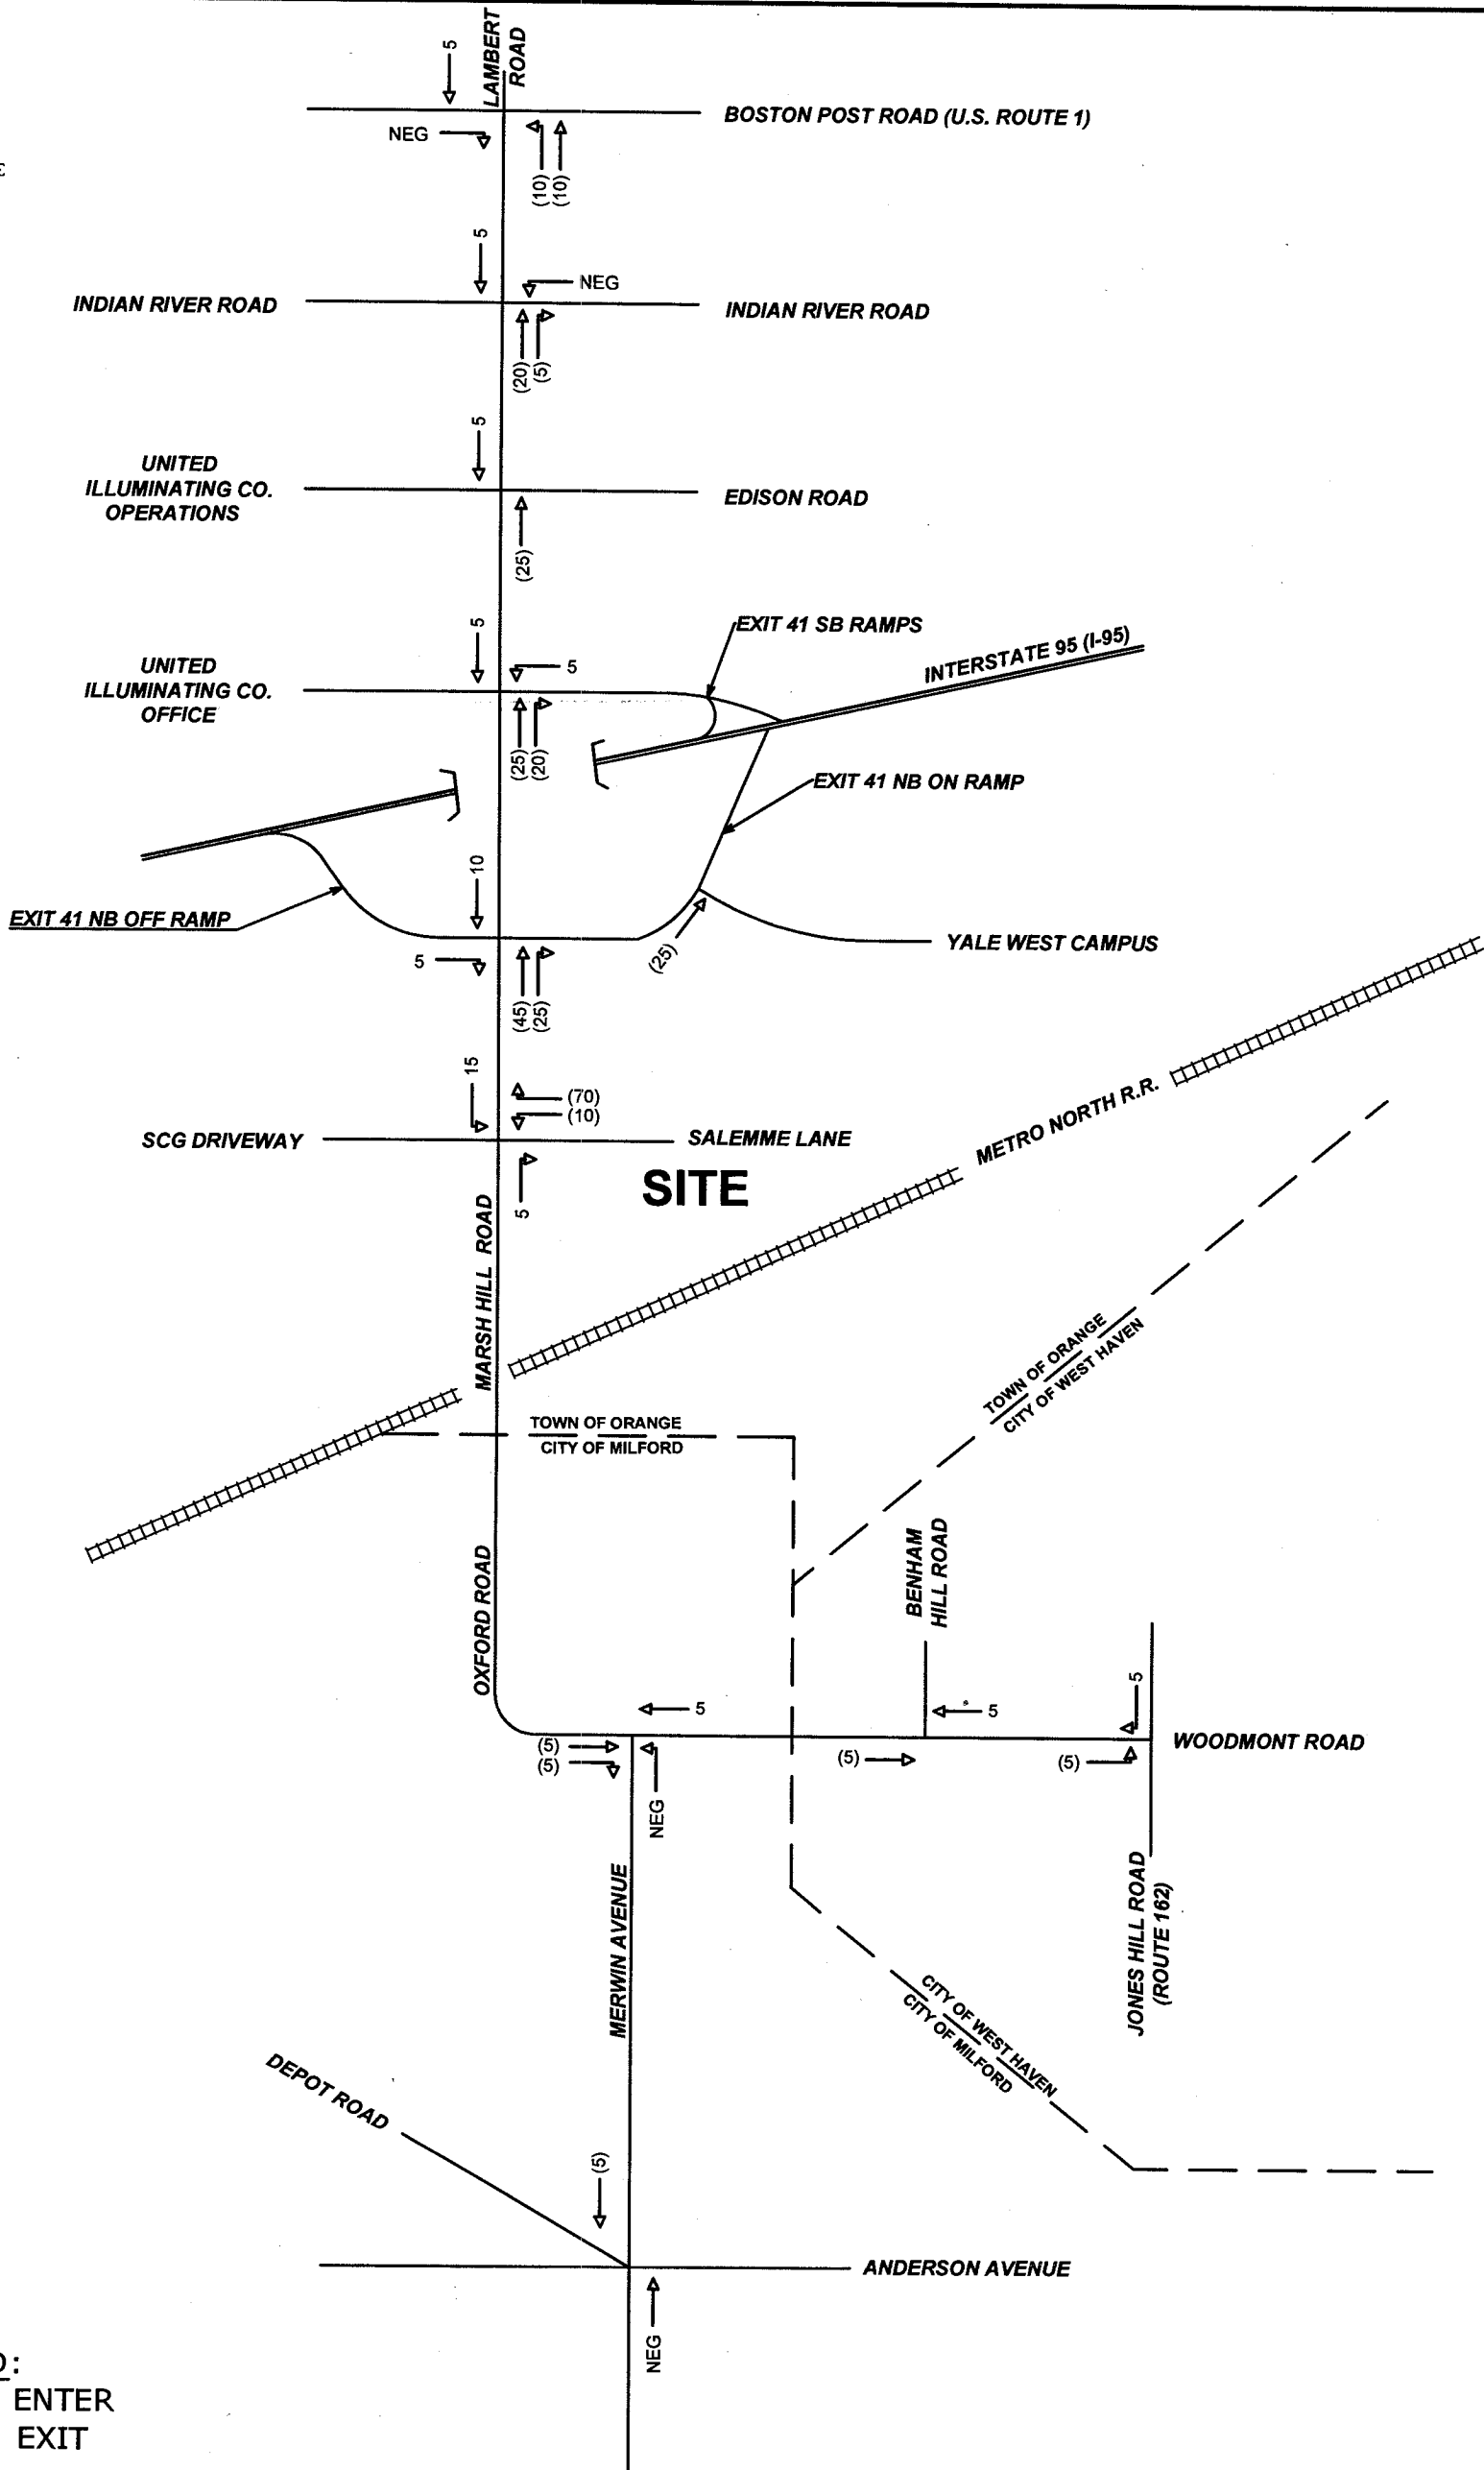 LAMBERT
ROAD
5
BOSTON POST ROAD (U.S. ROUTE 1)
NEG
(10)
(10)
5
NEG
INDIAN RIVER ROAD
INDIAN RIVER ROAD
(20)
(5)
5
UNITED
ILLUMINATING CO.
OPERATIONS
EDISON ROAD
(25)
5
EXIT 41 SB RAMPS
INTERSTATE 95 (I-95)
5
UNITED
ILLUMINATING CO.
OFFICE
(25)
(20)
EXIT 41 NB ON RAMP
10
EXIT 41 NB OFF RAMP
YALE WEST CAMPUS
(25)
5
(45)
(25)
15
(70)
(10)
SCG DRIVEWAY
SALEMME LANE
METRO NORTH R.R.
SITE
5
MARSH HILL ROAD
TOWN OF ORANGE
CITY OF WEST HAVEN
TOWN OF ORANGE
CITY OF MILFORD
BENHAM
HILL ROAD
OXFORD ROAD
5
5
5
WOODMONT ROAD
(5)
(5)
(5)
(5)
NEG
MERWIN AVENUE
JONES HILL ROAD
(ROUTE 162)
CITY OF WEST HAVEN
CITY OF MILFORD
DEPOT ROAD
(5)
ANDERSON AVENUE
NEG
ENTER
EXIT